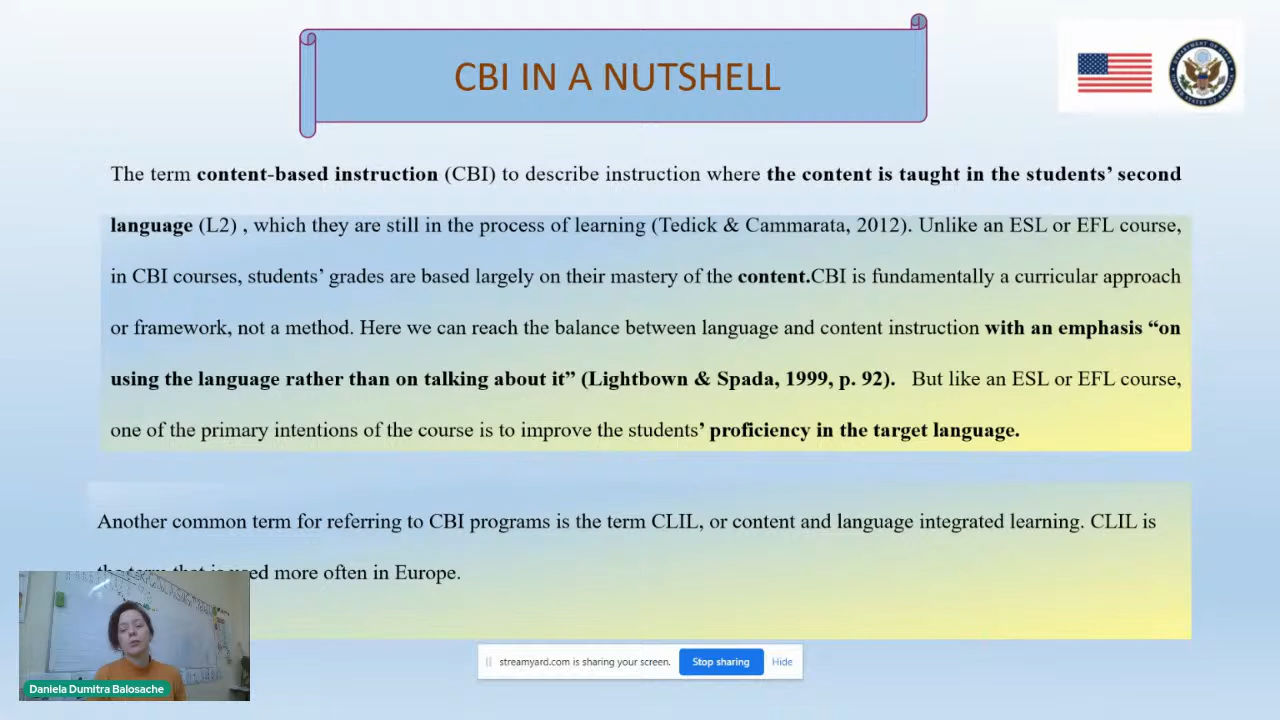 CBI IN A NUTSHELL
The term content-based instruction (CBI) to describe instruction where the content is taught in the students’ second
language (L2) , which they are still in the process of learning (Tedick & Cammarata, 2012). Unlike an ESL or EFL course,
in CBI courses, students’ grades are based largely on their mastery of the content.CBI is fundamentally a curricular approach
or framework, not a method. Here we can reach the balance between language and content instruction with an emphasis “on
using the language rather than on talking about it” (Lightbown & Spada, 1999, p. 92). But like an ESL or EFL course,
one of the primary intentions of the course is to improve the students’ proficiency in the target language.
Another common term for referring to CBI programs is the term CLIL, or content and language integrated learning. CLIL is
the term that is used more often in Europe.
streamyard.com is sharing your screen. Stop sharing Hide
Daniela Dumitra Balosache